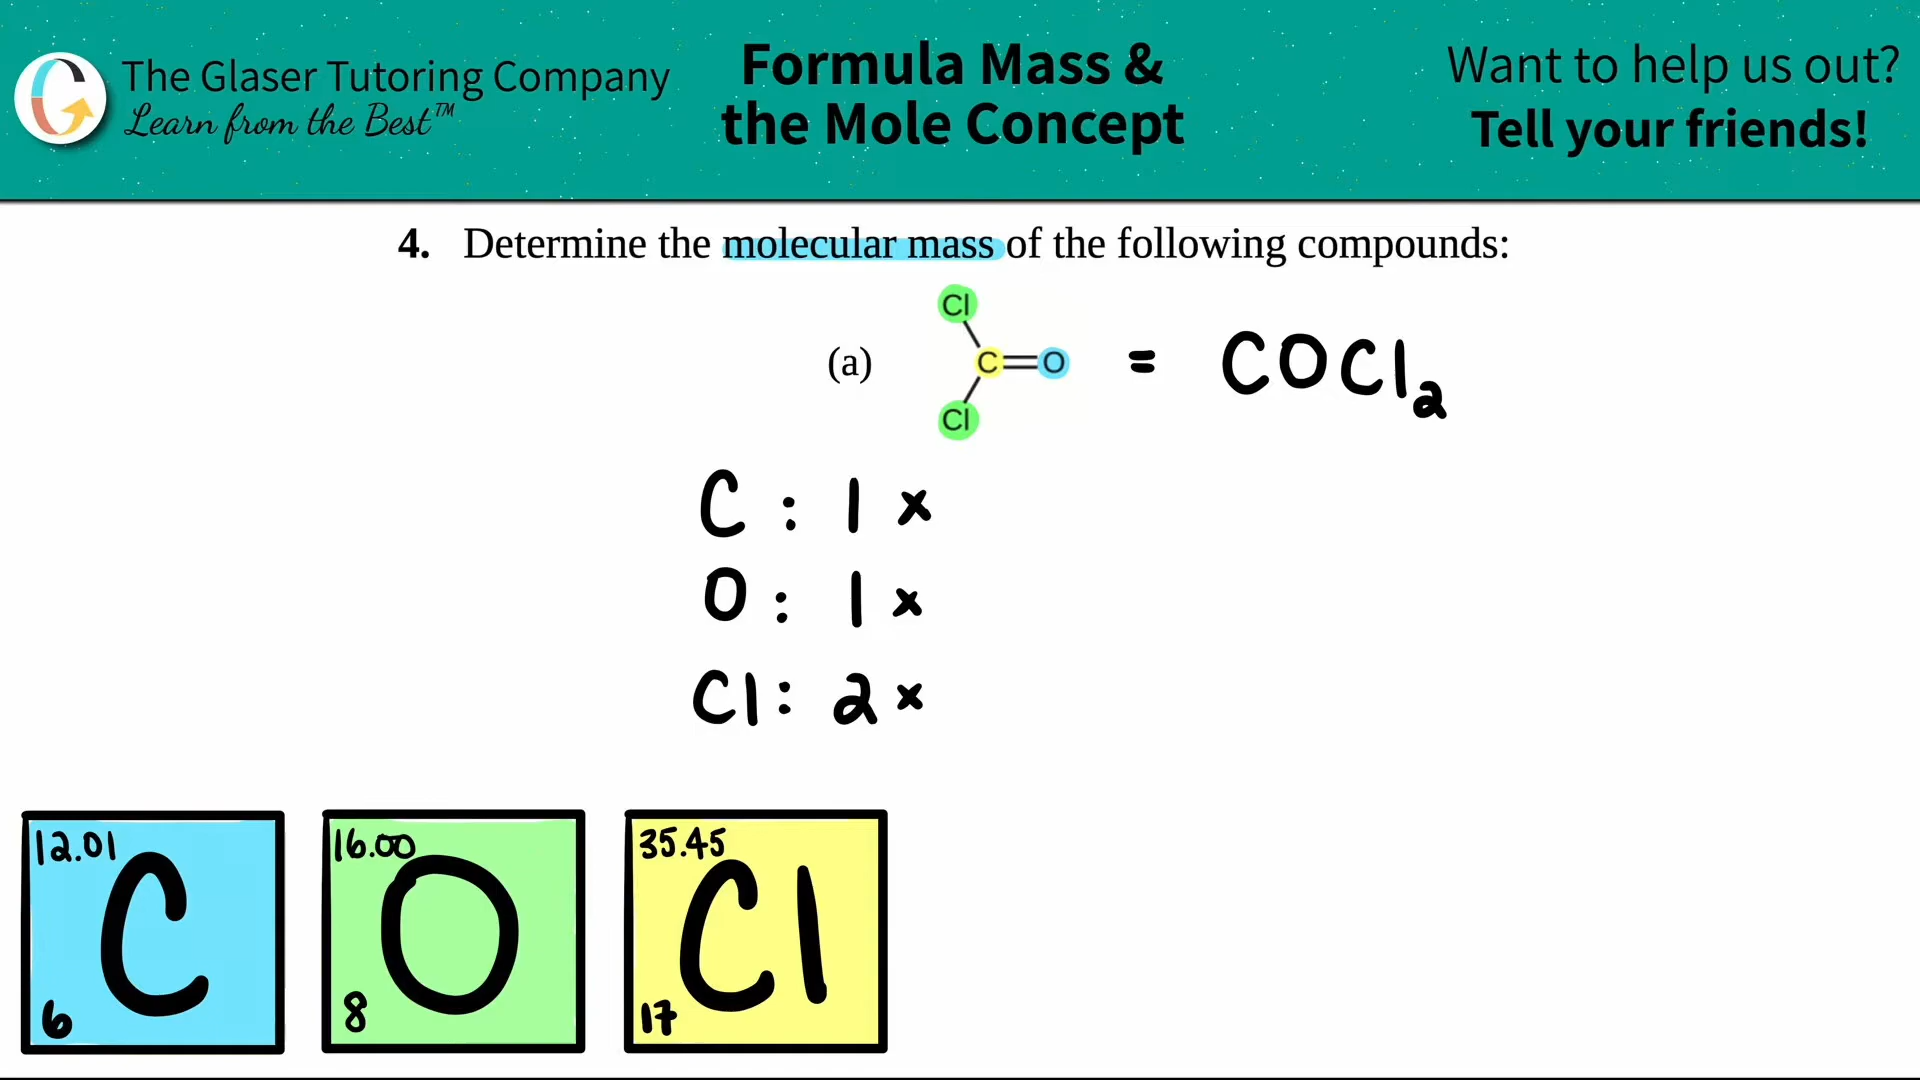 The Glaser Tutoring Company
Learn from the Best™
Formula Mass &
the Mole Concept
Want to help us out?
Tell your friends!
4. Determine the molecular mass of the following compounds:
(a)
Cl
C O
Cl
= COCl₂
C : 1 ×
O : 1 ×
Cl : 2 ×
12.01
C
6
16.00
O
8
35.45
Cl
17